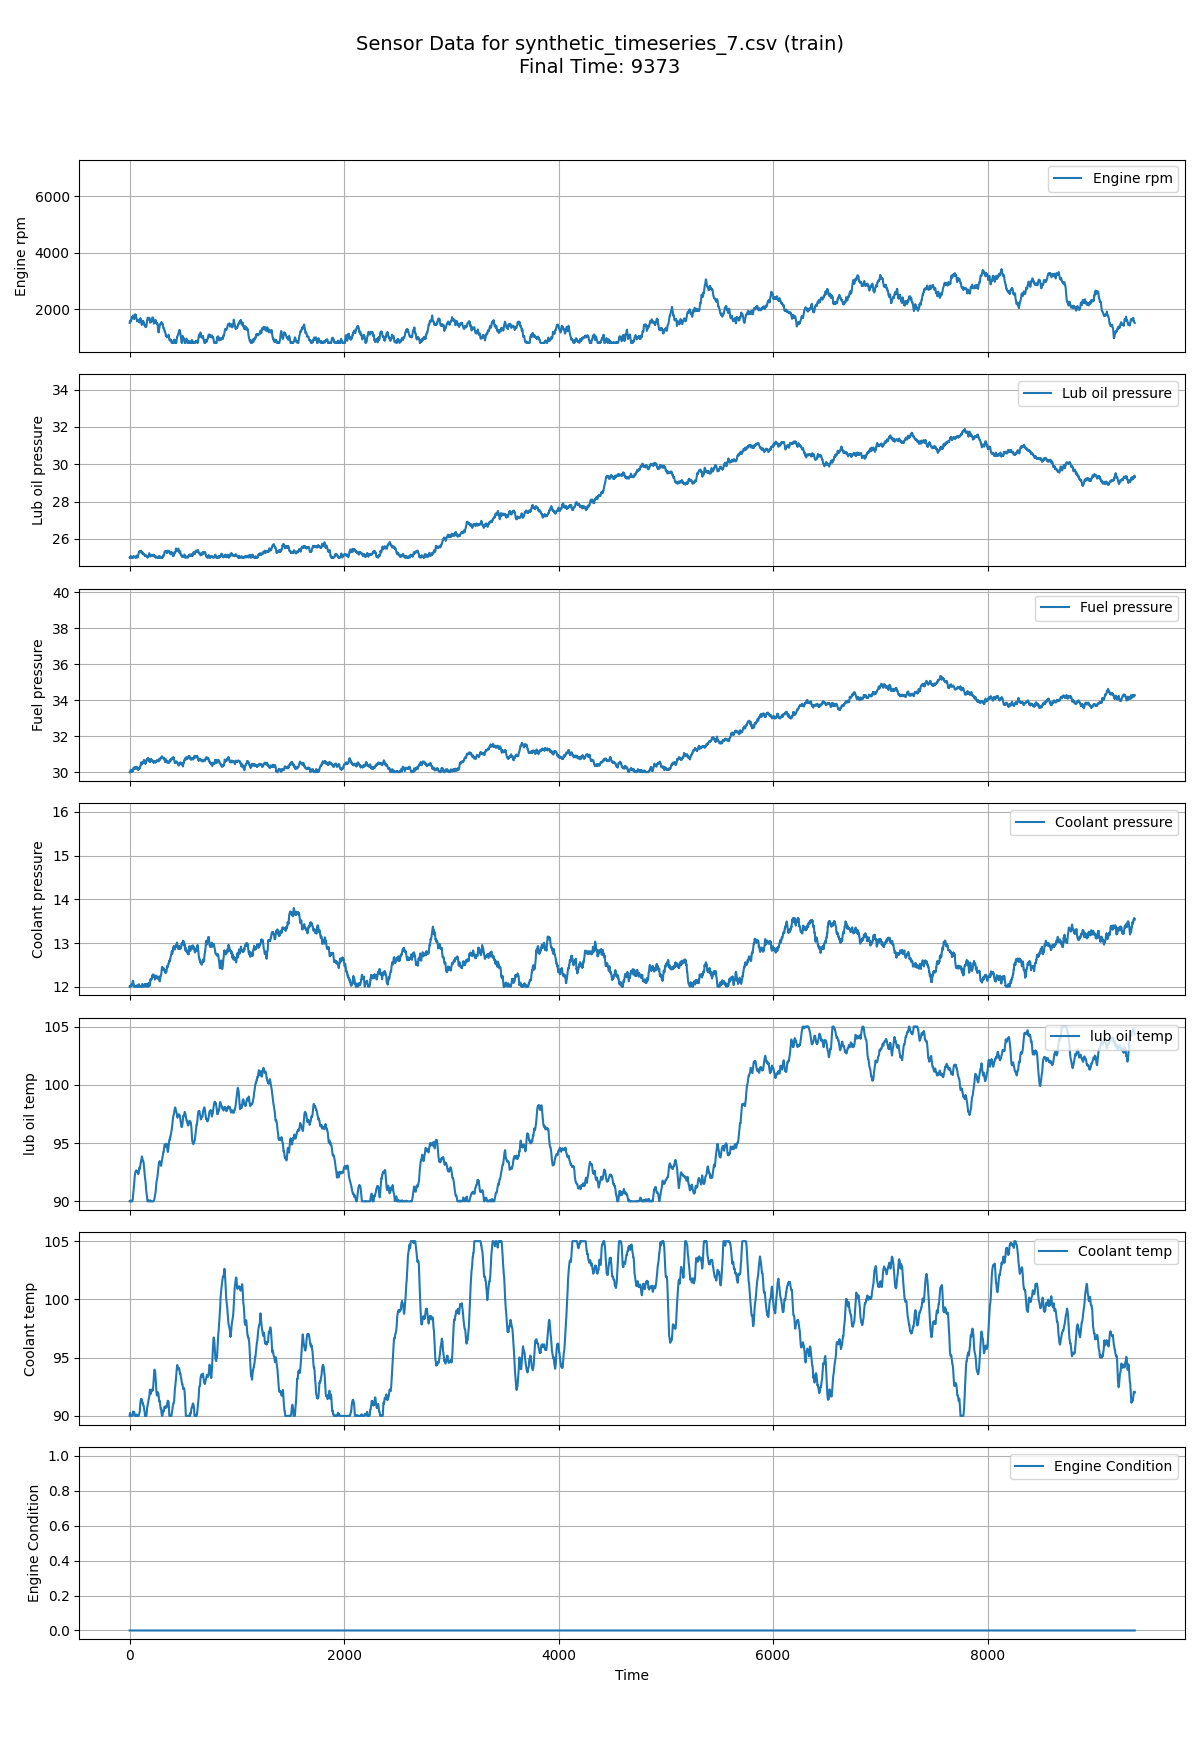 Sensor Data for synthetic_timeseries_7.csv (train)
Final Time: 9373
Engine rpm
6000
4000
2000
Engine rpm
Lub oil pressure
34
32
30
28
26
Lub oil pressure
Fuel pressure
40
38
36
34
32
30
Fuel pressure
Coolant pressure
16
15
14
13
12
Coolant pressure
lub oil temp
105
100
95
90
lub oil temp
Coolant temp
105
100
95
90
Coolant temp
Engine Condition
1.0
0.8
0.6
0.4
0.2
0.0
Engine Condition
0 2000 4000 6000 8000
Time